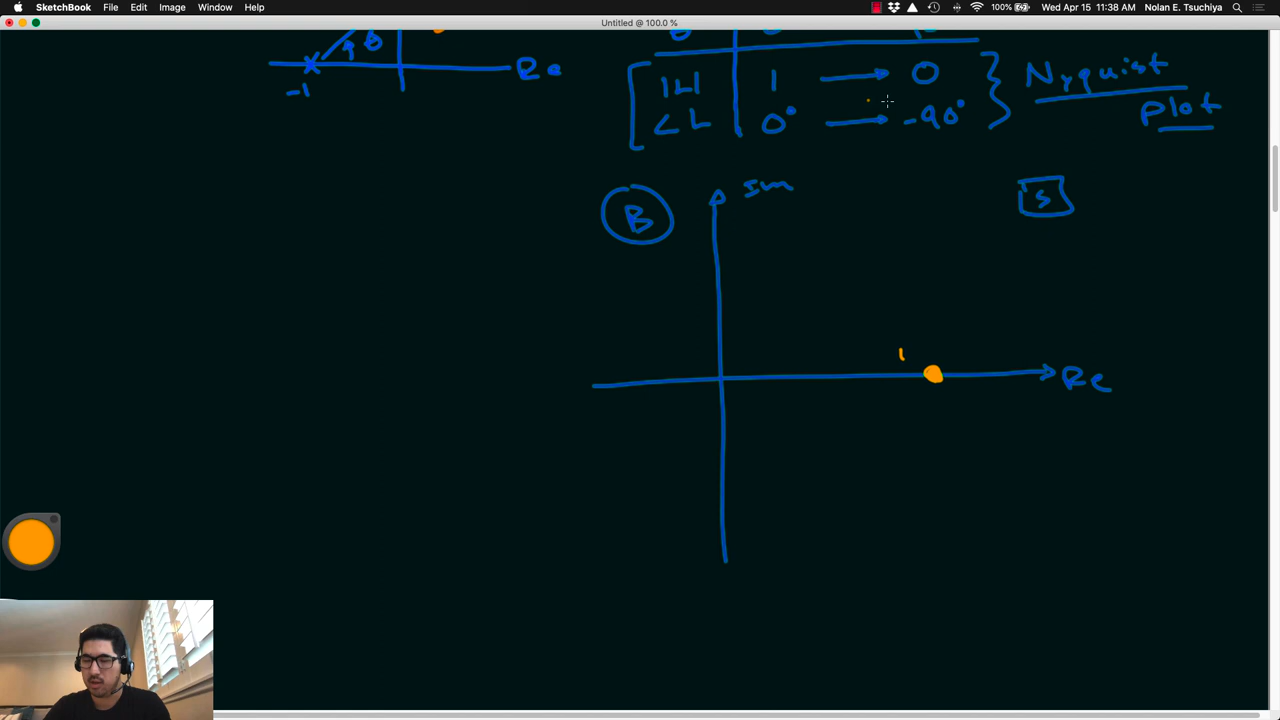 SketchBook File Edit Image Window Help 100% Wed Apr 15 11:38 AM Nolan E. Tsuchiya
Untitled @ 100.0 %
θ
-1
Re
|L| 1 → 0
∠L 0° → -90°
Nyquist
Plot
B
Im
S
1
Re